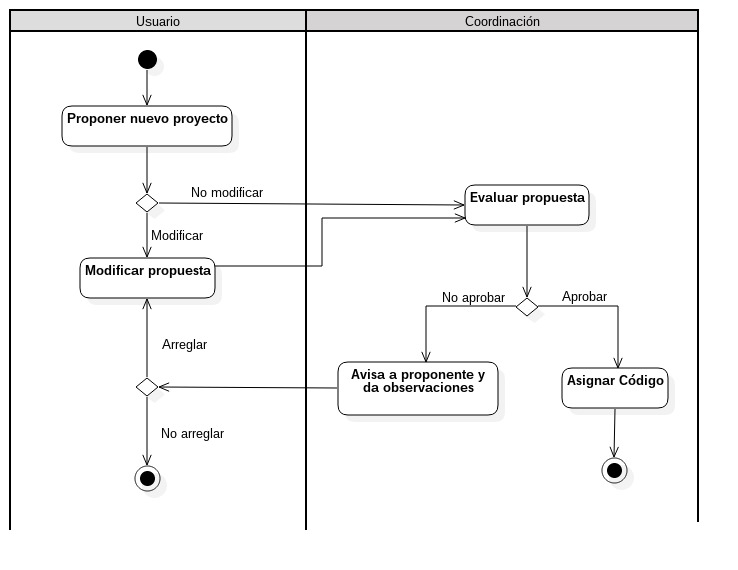 Usuario
Coordinación
Proponer nuevo proyecto
No modificar
Evaluar propuesta
Modificar
Modificar propuesta
No aprobar
Aprobar
Arreglar
Avisa a proponente y
da observaciones
Asignar Código
No arreglar